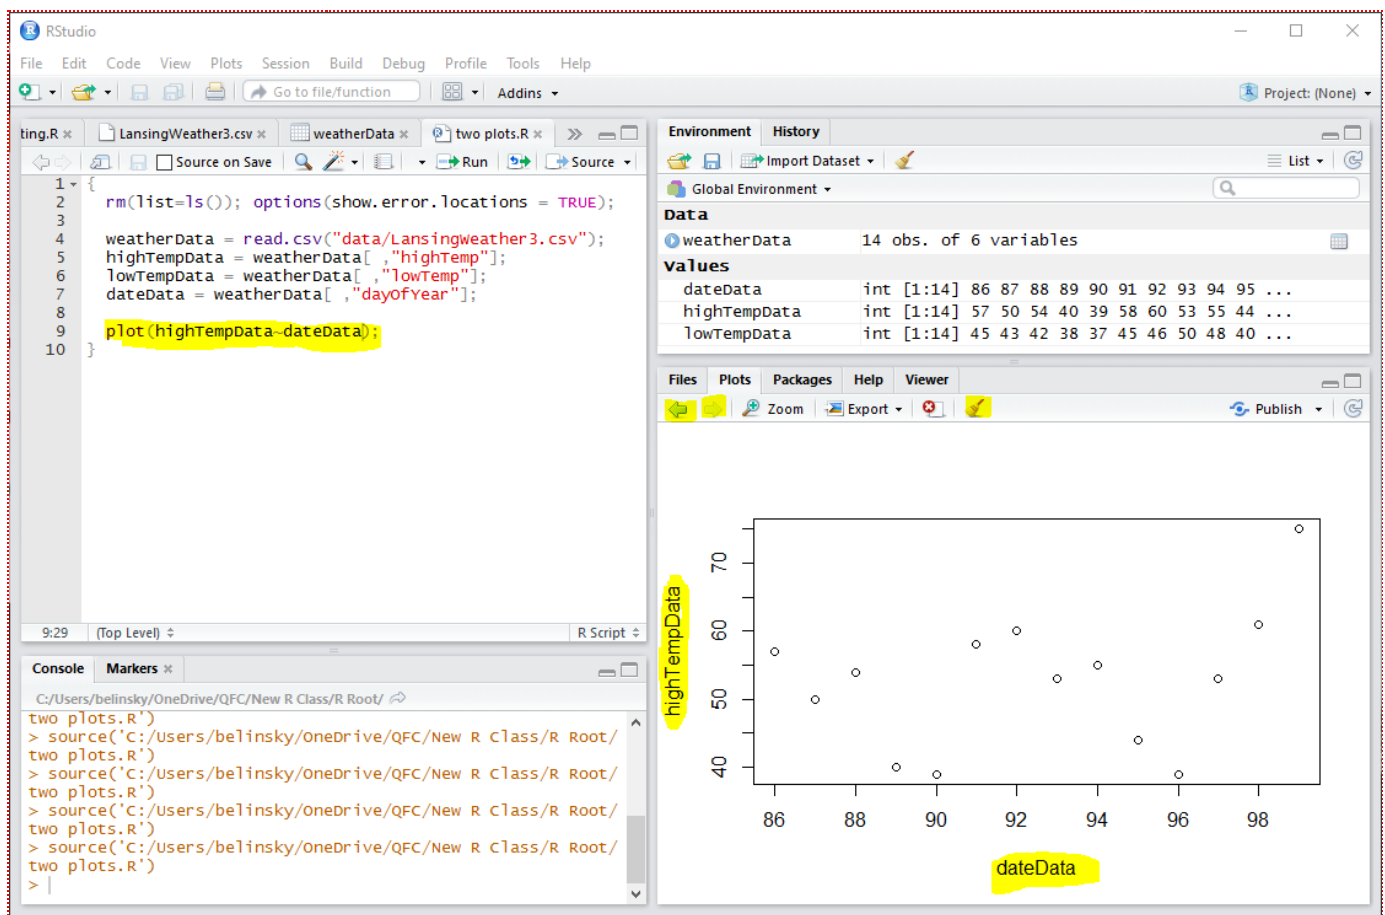 RStudio
File Edit Code View Plots Session Build Debug Profile Tools Help
Go to file/function Addins Project: (None)
ting.R LansingWeather3.csv weatherData two plots.R
Source on Save Run Source
1 {
2 rm(list=ls()); options(show.error.locations = TRUE);
3
4 weatherData = read.csv("data/LansingWeather3.csv");
5 highTempData = weatherData[ ,"highTemp"];
6 lowTempData = weatherData[ ,"lowTemp"];
7 dateData = weatherData[ ,"dayOfYear"];
8
9 plot(highTempData~dateData);
10 }
9:29 (Top Level) R Script
Console Markers
C:/Users/belinsky/OneDrive/QFC/New R Class/R Root/
two plots.R')
> source('C:/Users/belinsky/OneDrive/QFC/New R Class/R Root/
two plots.R')
> source('C:/Users/belinsky/OneDrive/QFC/New R Class/R Root/
two plots.R')
> source('C:/Users/belinsky/OneDrive/QFC/New R Class/R Root/
two plots.R')
> source('C:/Users/belinsky/OneDrive/QFC/New R Class/R Root/
two plots.R')
>
Environment History
Import Dataset List
Global Environment
Data
weatherData 14 obs. of 6 variables
Values
dateData int [1:14] 86 87 88 89 90 91 92 93 94 95 ...
highTempData int [1:14] 57 50 54 40 39 58 60 53 55 44 ...
lowTempData int [1:14] 45 43 42 38 37 45 46 50 48 40 ...
Files Plots Packages Help Viewer
Zoom Export Publish
highTempData
70
60
50
40
86 88 90 92 94 96 98
dateData